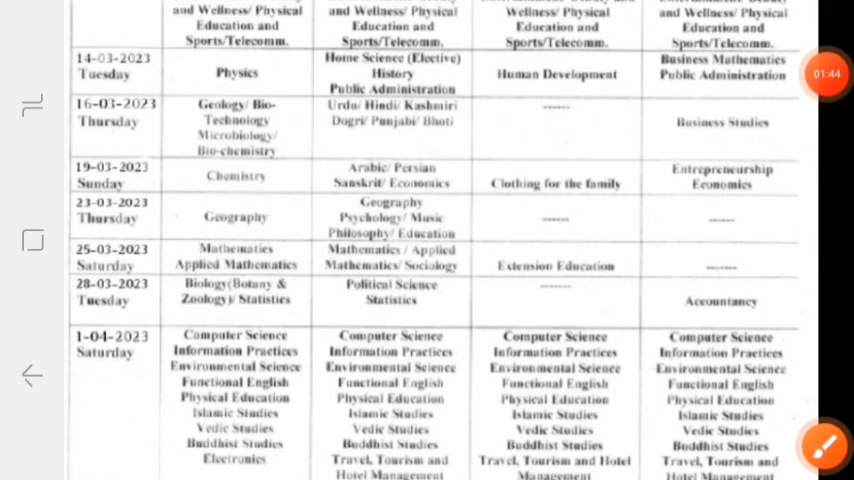 and Wellness/ Physical
Education and
Sports/Telecomm.
and Wellness/ Physical
Education and
Sports/Telecomm.
and Wellness/ Physical
Education and
Sports/Telecomm.
and Wellness/ Physical
Education and
Sports/Telecomm.
14-03-2023
Tuesday
Physics
Home Science (Elective)
History
Public Administration
Human Development
Business Mathematics
Public Administration
16-03-2023
Thursday
Geology/ Bio-
Technology
Microbiology/
Bio-chemistry
Urdu/ Hindi/ Kashmiri
Dogri/ Punjabi/ Bhoti
------
Business Studies
19-03-2023
Sunday
Chemistry
Arabic/ Persian
Sanskrit/ Economics
Clothing for the family
Entrepreneurship
Economics
23-03-2023
Thursday
Geography
Geography
Psychology/ Music
Philosophy/ Education
------
------
25-03-2023
Saturday
Mathematics
Applied Mathematics
Mathematics / Applied
Mathematics/ Sociology
Extension Education
-------
28-03-2023
Tuesday
Biology(Botany &
Zoology)/ Statistics
Political Science
Statistics
-------
Accountancy
1-04-2023
Saturday
Computer Science
Information Practices
Environmental Science
Functional English
Physical Education
Islamic Studies
Vedic Studies
Buddhist Studies
Electronics
Computer Science
Information Practices
Environmental Science
Functional English
Physical Education
Islamic Studies
Vedic Studies
Buddhist Studies
Travel, Tourism and
Hotel Management
Computer Science
Information Practices
Environmental Science
Functional English
Physical Education
Islamic Studies
Vedic Studies
Buddhist Studies
Travel, Tourism and Hotel
Management
Computer Science
Information Practices
Environmental Science
Functional English
Physical Education
Islamic Studies
Vedic Studies
Buddhist Studies
Travel, Tourism and
Hotel Management
01:44